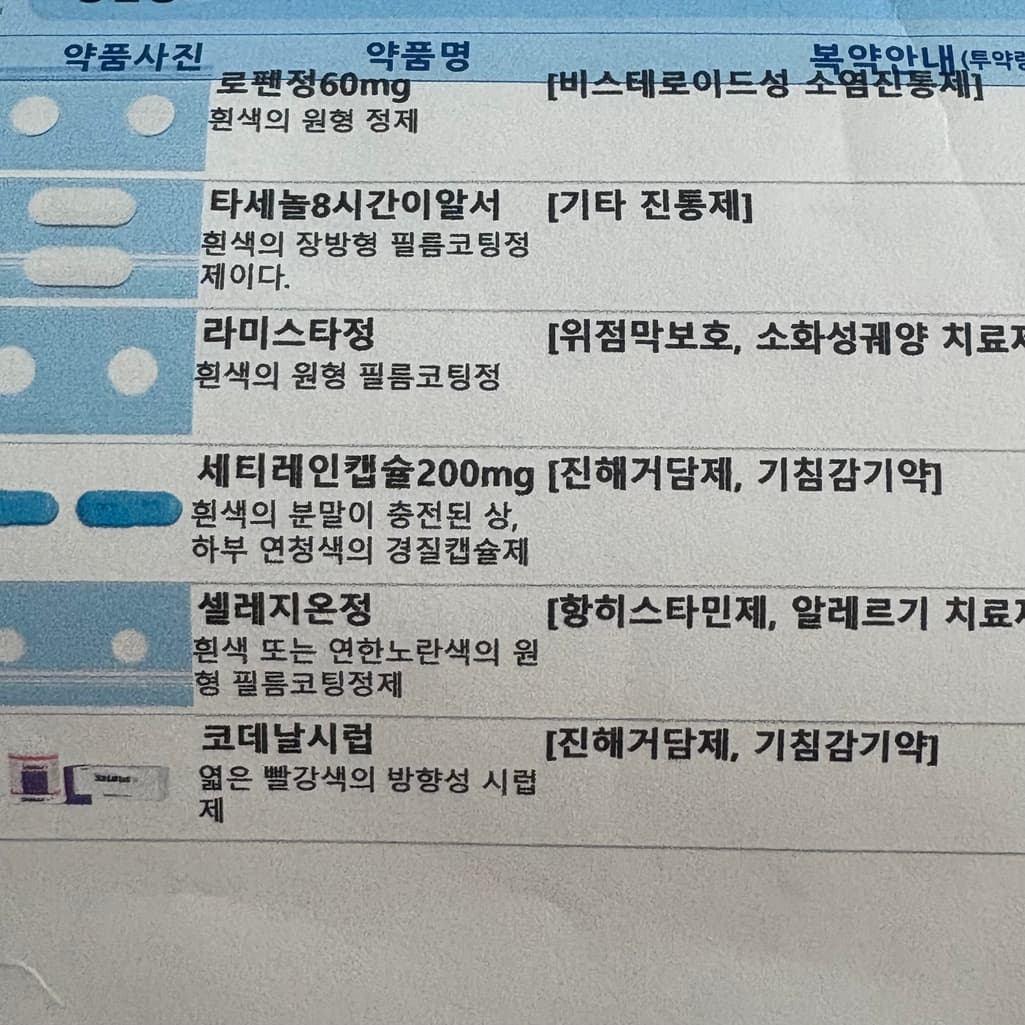 약품사진 약품명 복약안내(투약량
로펜정60mg [비스테로이드성 소염진통제]
흰색의 원형 정제
타세놀8시간이알서 [기타 진통제]
흰색의 장방형 필름코팅정
제이다.
라미스타정 [위점막보호, 소화성궤양 치료제
흰색의 원형 필름코팅정
세티레인캡슐200mg [진해거담제, 기침감기약]
흰색의 분말이 충전된 상,
하부 연청색의 경질캡슐제
셀레지온정 [항히스타민제, 알레르기 치료제
흰색 또는 연한노란색의 원
형 필름코팅정제
코데날시럽 [진해거담제, 기침감기약]
엷은 빨강색의 방향성 시럽
제